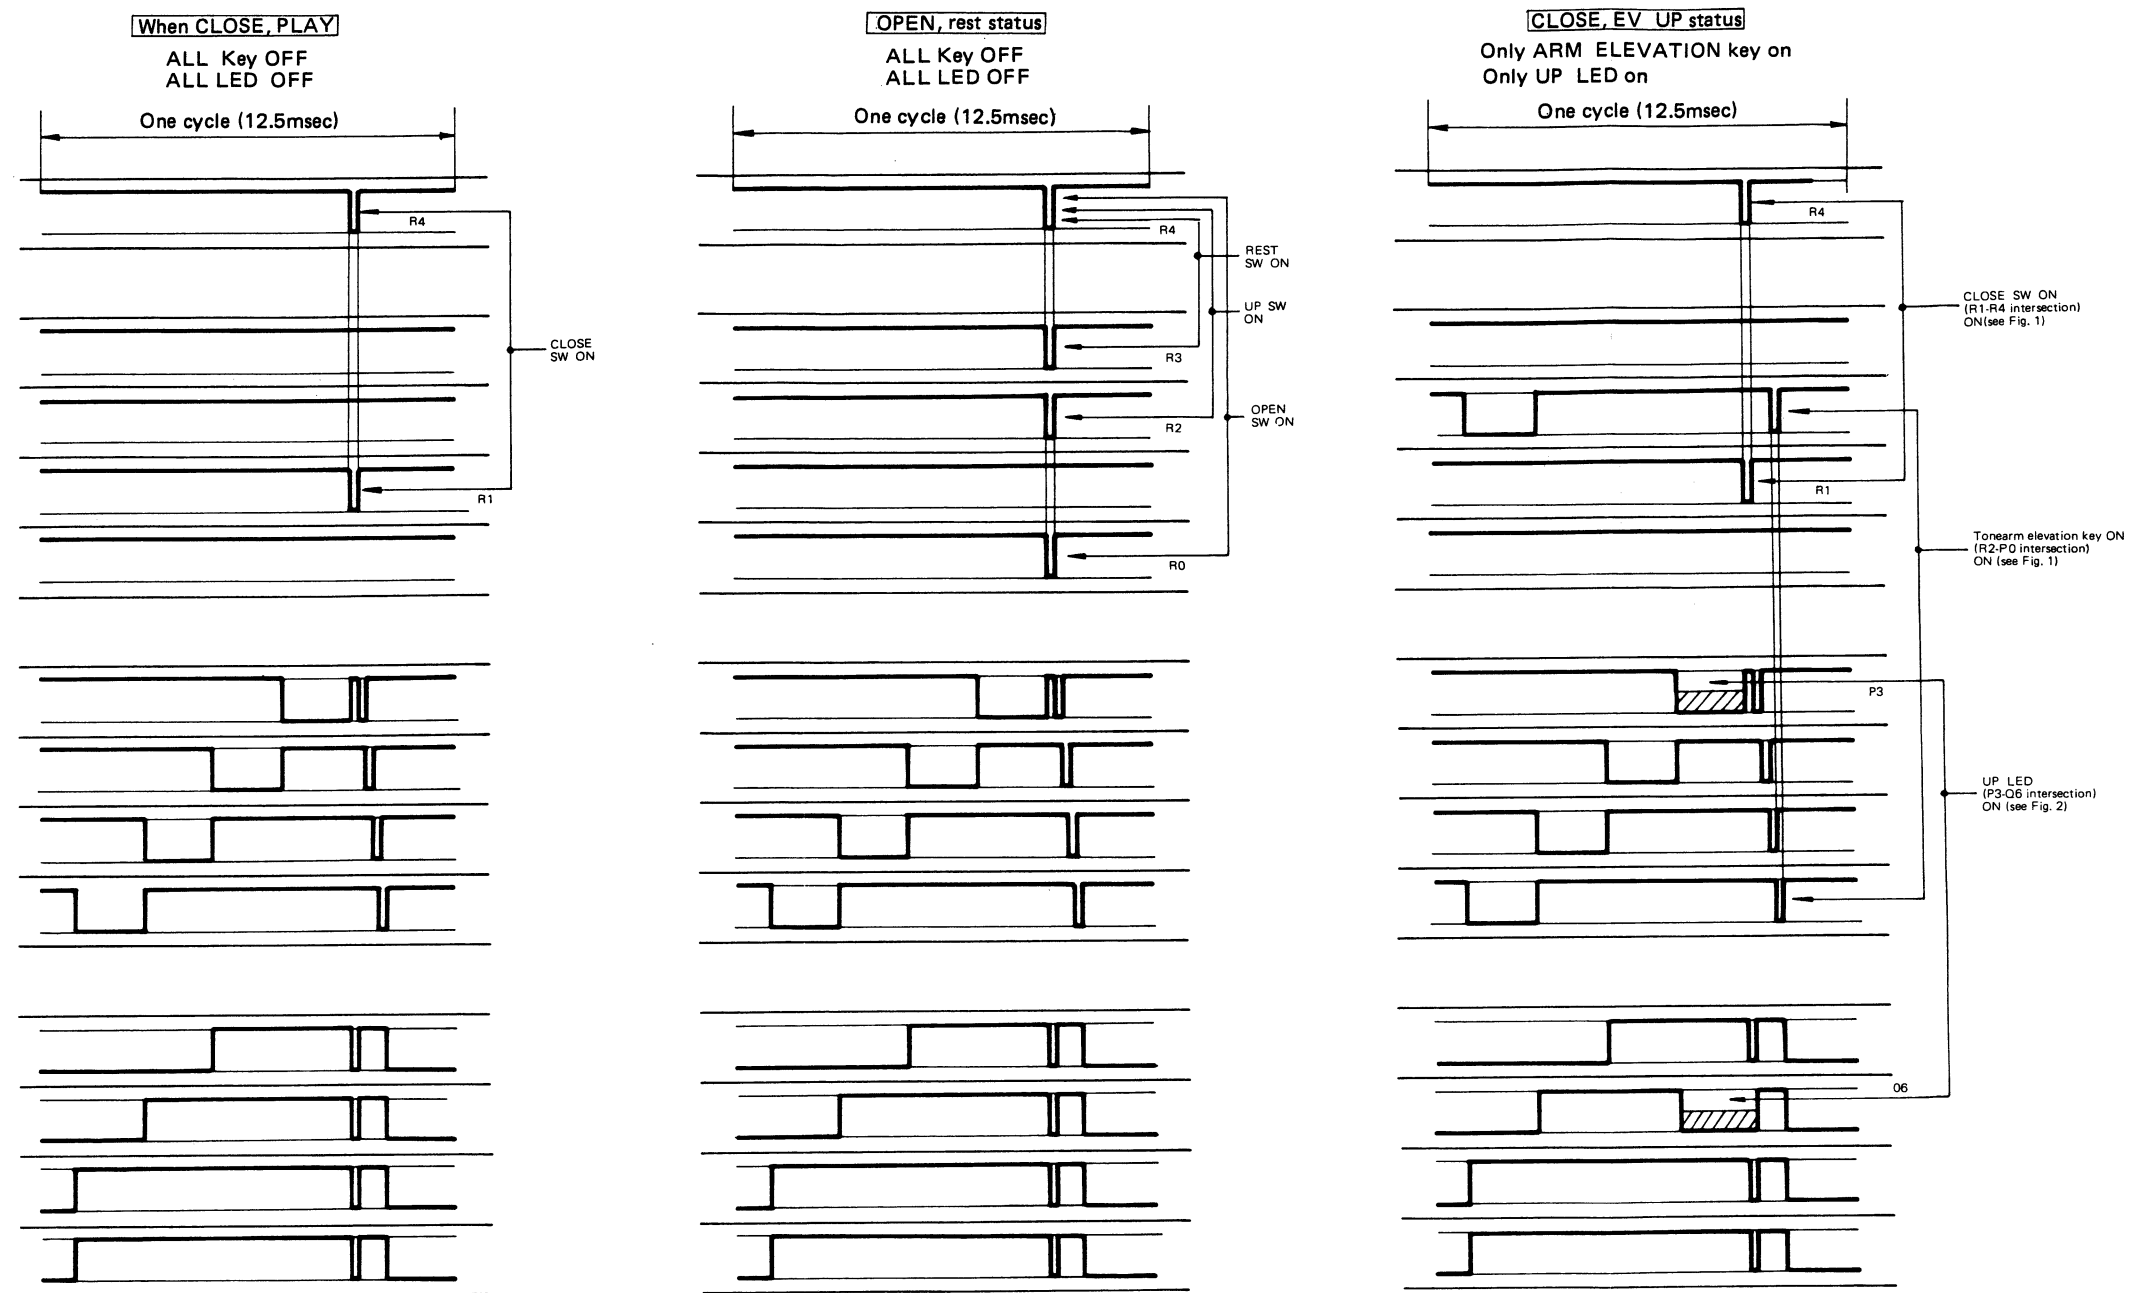 When CLOSE, PLAY
ALL Key OFF
ALL LED OFF
One cycle (12.5msec)
R4
CLOSE
SW ON
R1
OPEN, rest status
ALL Key OFF
ALL LED OFF
One cycle (12.5msec)
R4
REST
SW ON
UP SW
ON
R3
OPEN
SW ON
R2
R0
CLOSE, EV UP status
Only ARM ELEVATION key on
Only UP LED on
One cycle (12.5msec)
R4
CLOSE SW ON
(R1-R4 intersection)
ON(see Fig. 1)
R1
Tonearm elevation key ON
(R2-P0 intersection)
ON (see Fig. 1)
P3
UP LED
(P3-Q6 intersection)
ON (see Fig. 2)
06